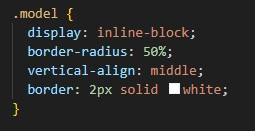 .model {
display: inline-block;
border-radius: 50%;
vertical-align: middle;
border: 2px solid white;
}